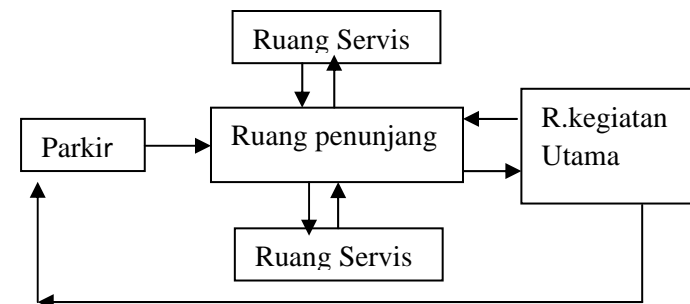 Ruang Servis
Parkir
Ruang penunjang
R.kegiatan
Utama
Ruang Servis